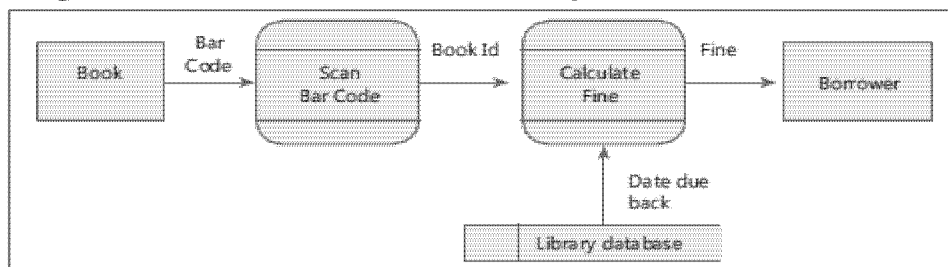 Book
Bar
Code
Scan
Bar Code
Book Id
Calculate
Fine
Fine
Borrower
Date due
back
Library database